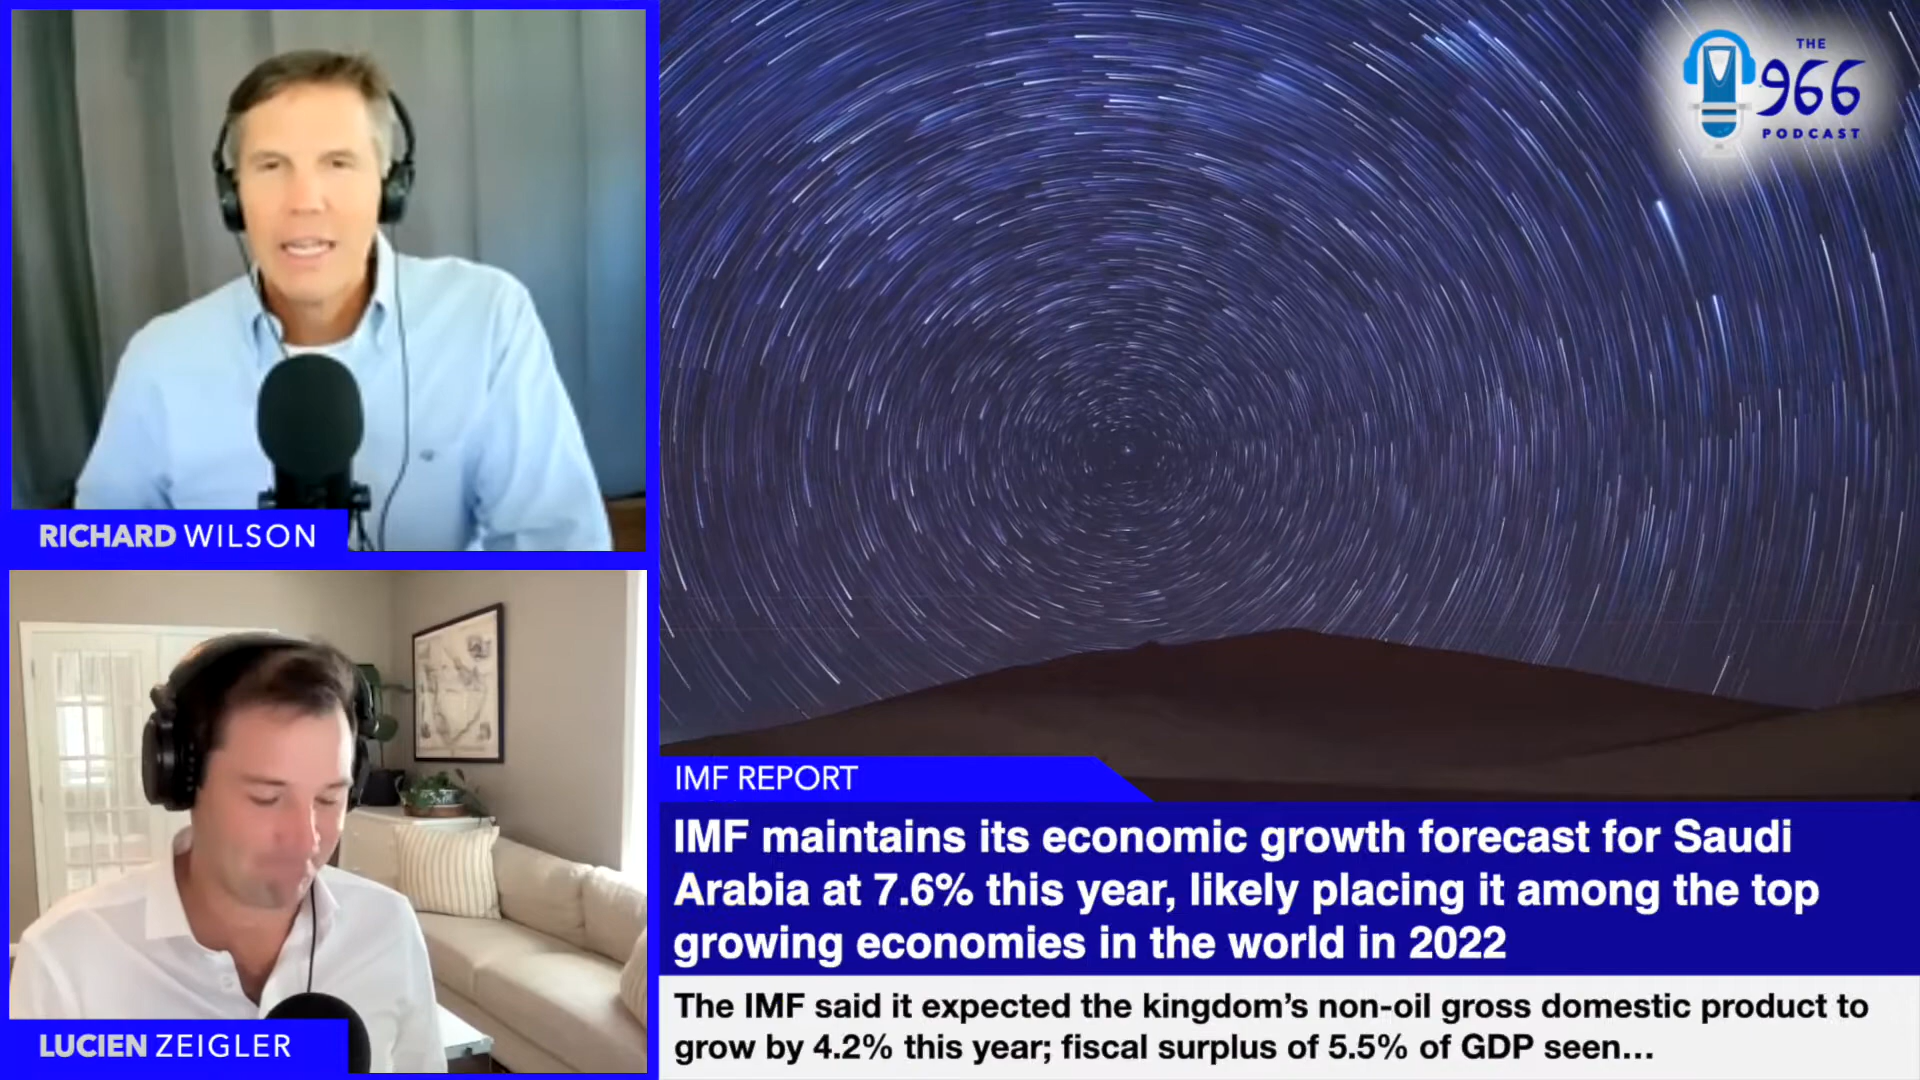 THE
966
PODCAST
RICHARD WILSON
LUCIEN ZEIGLER
IMF REPORT
IMF maintains its economic growth forecast for Saudi
Arabia at 7.6% this year, likely placing it among the top
growing economies in the world in 2022
The IMF said it expected the kingdom’s non-oil gross domestic product to
grow by 4.2% this year; fiscal surplus of 5.5% of GDP seen...